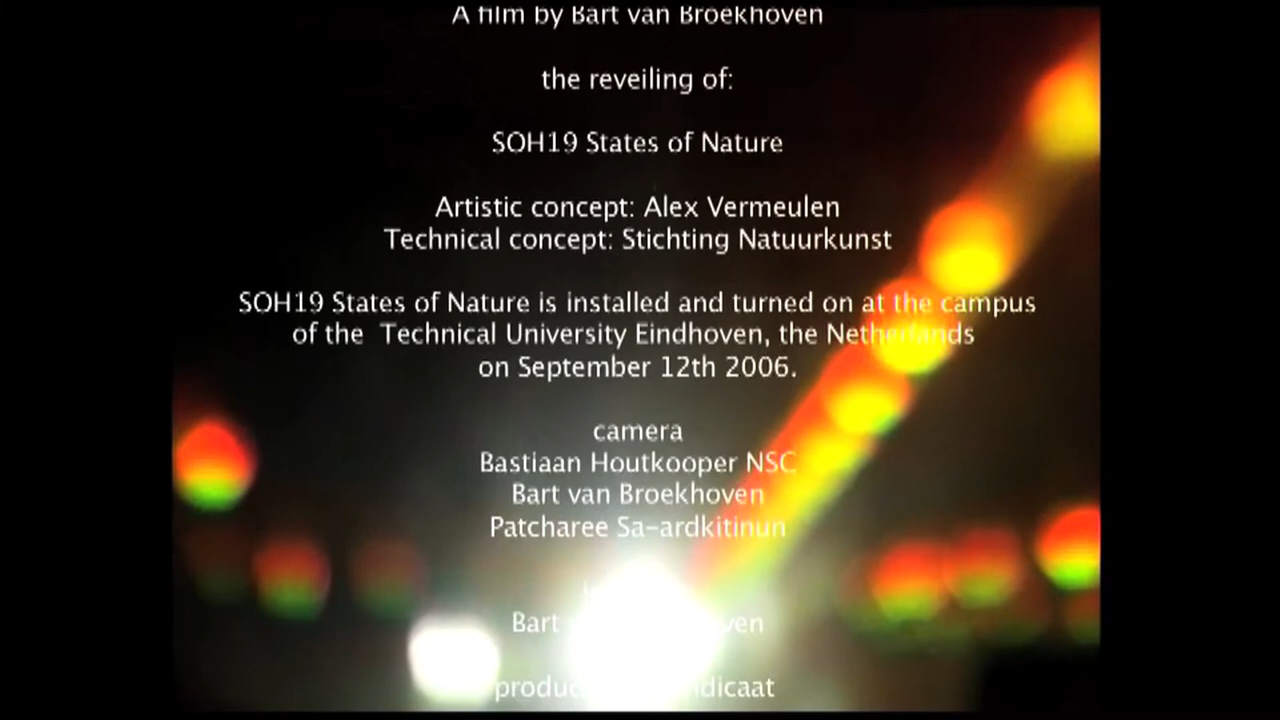 A film by Bart van Broekhoven
the reveiling of:
SOH19 States of Nature
Artistic concept: Alex Vermeulen
Technical concept: Stichting Natuurkunst
SOH19 States of Nature is installed and turned on at the campus
of the Technical University Eindhoven, the Netherlands
on September 12th 2006.
camera
Bastiaan Houtkooper NSC
Bart van Broekhoven
Patcharee Sa-ardkitinun
Bart